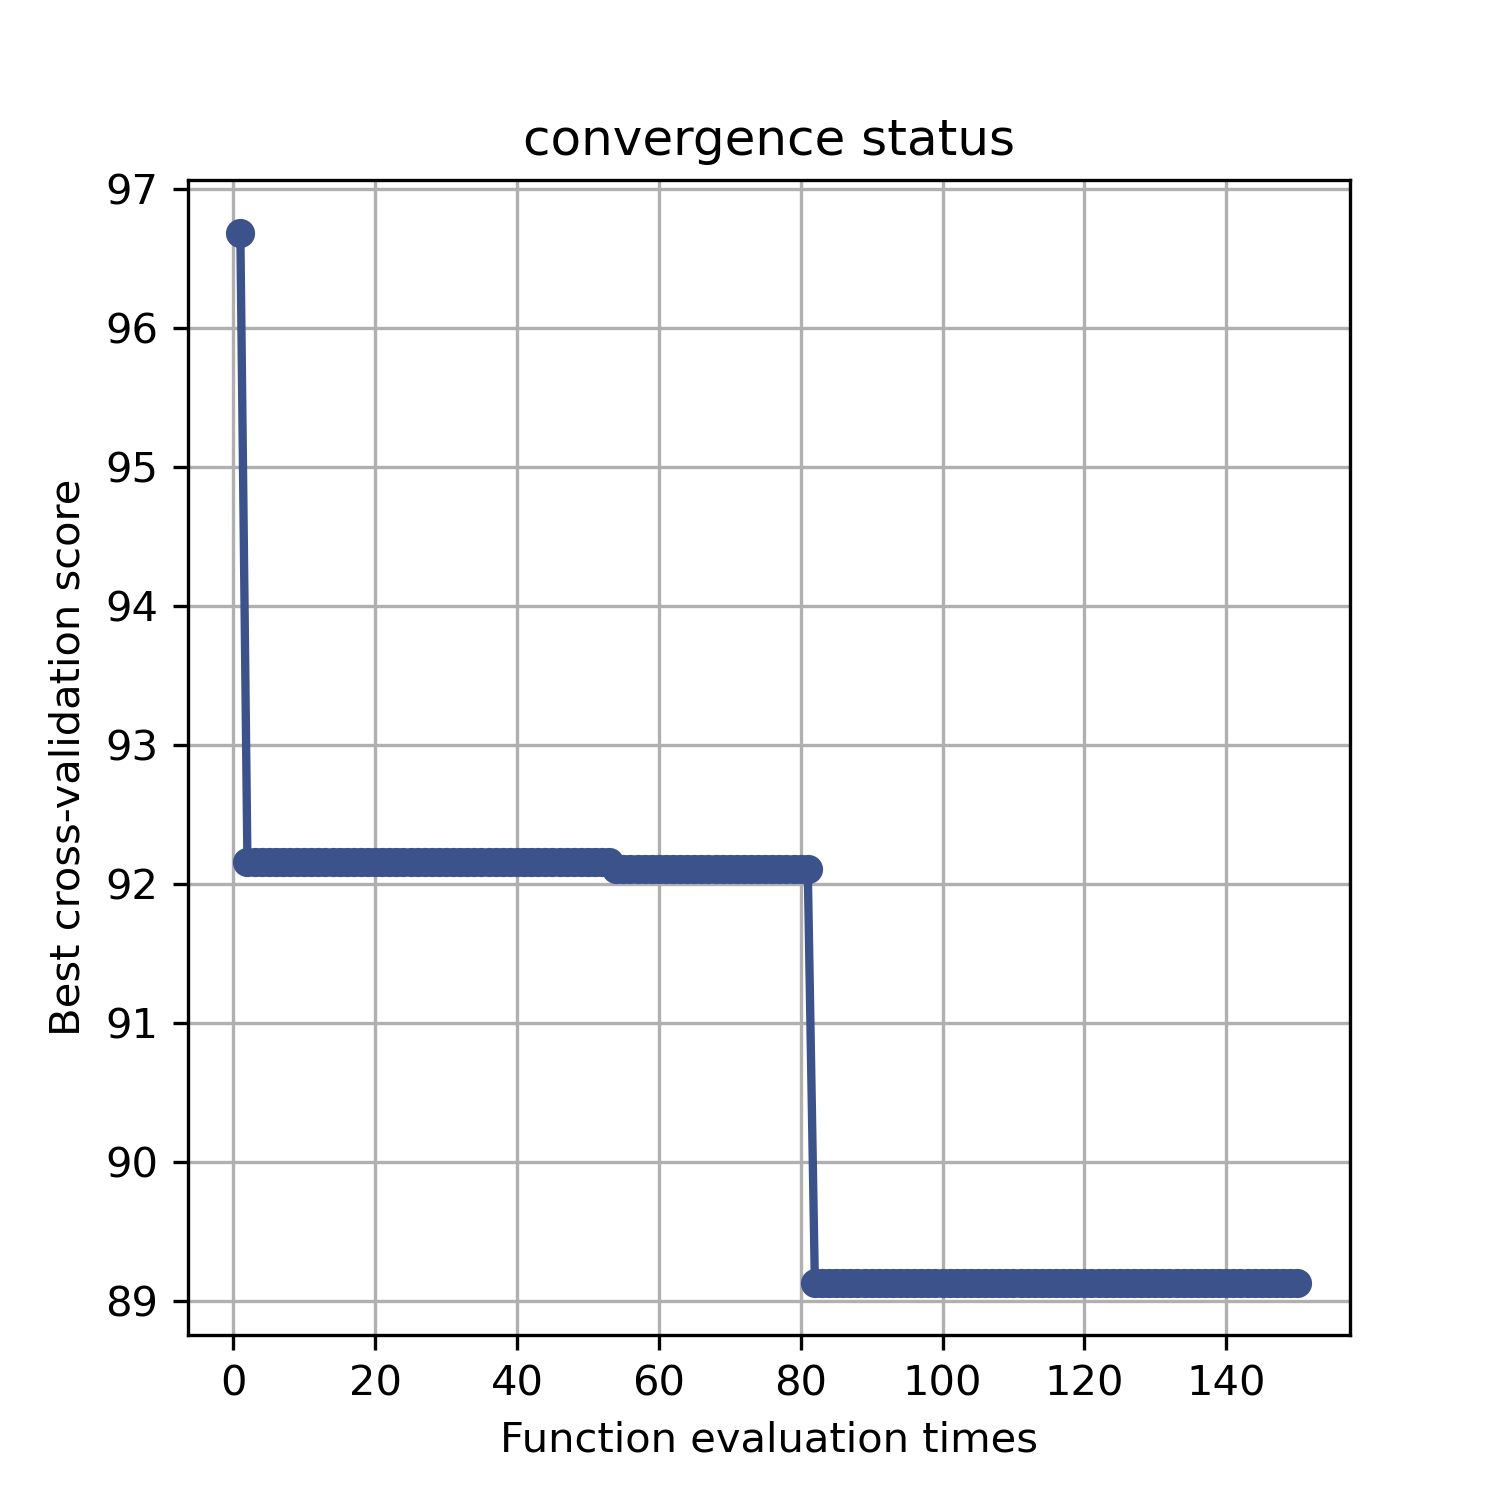 convergence status
97
96
95
94
93
92
91
90
89
Best cross-validation score
0 20 40 60 80 100 120 140
Function evaluation times